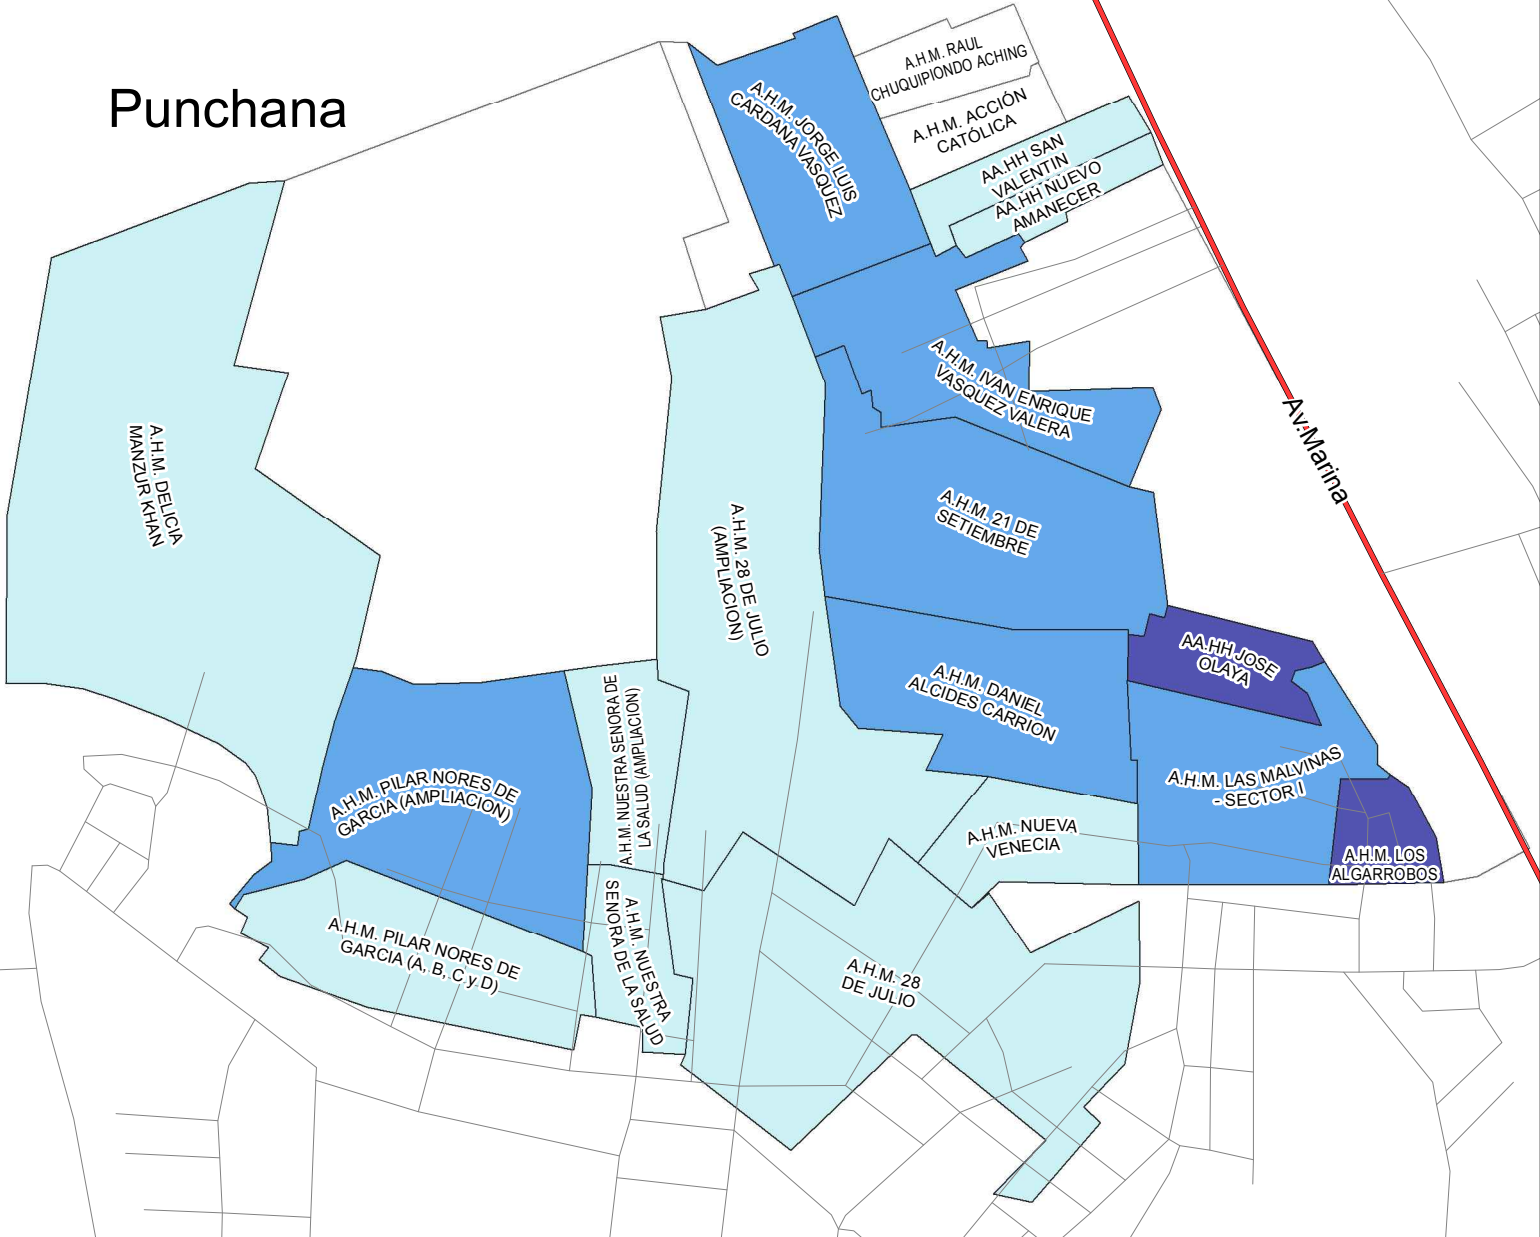 Punchana
A.H.M. RAUL
CHUQUIPIONDO ACHING
A.H.M. ACCIÓN
CATÓLICA
A.H.M. JORGE LUIS
CARDANA VASQUEZ
AA.HH SAN
VALENTIN
AA.HH NUEVO
AMANECER
A.H.M. IVAN ENRIQUE
VASQUEZ VALERA
Av.Marina
A.H.M. DELICIA
MANZUR KHAN
A.H.M. 28 DE JULIO
(AMPLIACION)
A.H.M. 21 DE
SETIEMBRE
AA.HH JOSE
OLAYA
A.H.M. DANIEL
ALCIDES CARRION
A.H.M. NUESTRA SENORA DE
LA SALUD (AMPLIACION)
A.H.M. PILAR NORES DE
GARCIA (AMPLIACION)
A.H.M. LAS MALVINAS
- SECTOR I
A.H.M. NUEVA
VENECIA
A.H.M. LOS
ALGARROBOS
A.H.M. PILAR NORES DE
GARCIA (A, B, C y D)
A.H.M. NUESTRA
SENORA DE LA SALUD
A.H.M. 28
DE JULIO